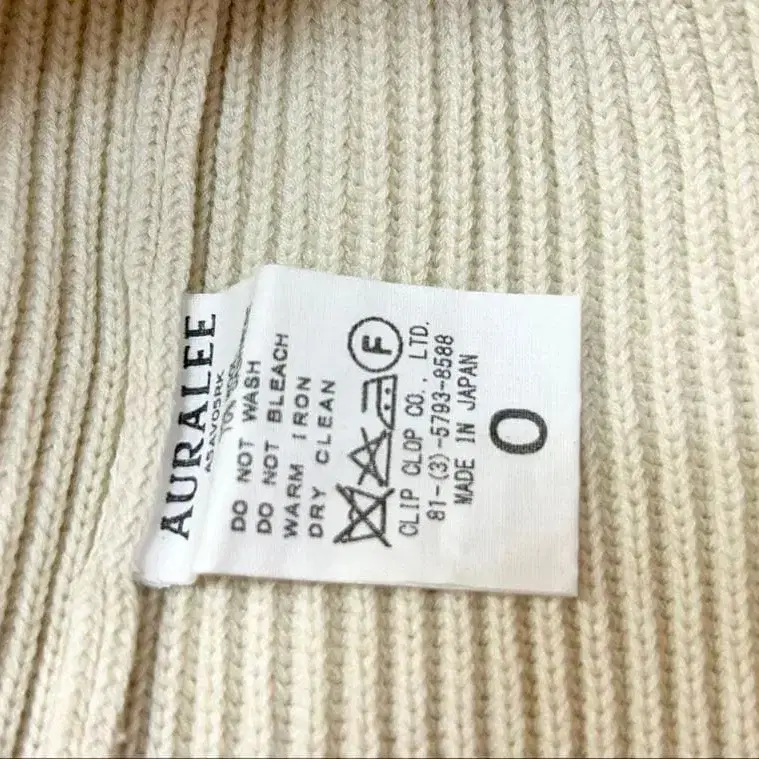 AURALEE
A5AV05RK
DO NOT WASH
DO NOT BLEACH
WARM IRON
DRY CLEAN
F
CLIP CLOP CO., LTD.
81-(3)-5793-8588
MADE IN JAPAN
0